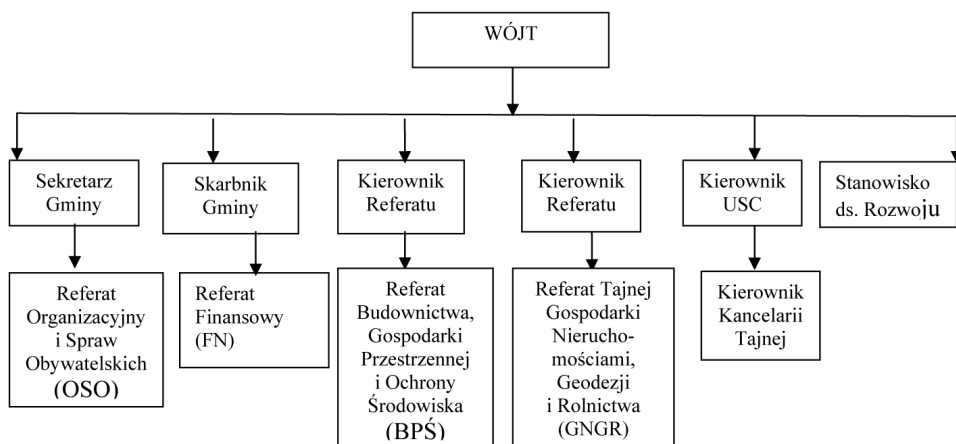 WÓJT
Sekretarz
Gminy
Skarbnik
Gminy
Kierownik
Referatu
Kierownik
Referatu
Kierownik
USC
Stanowisko
ds. Rozwoju
Referat
Organizacyjny
i Spraw
Obywatelskich
(OSO)
Referat
Finansowy
(FN)
Referat
Budownictwa,
Gospodarki
Przestrzennej
i Ochrony
Środowiska
(BPŚ)
Referat Tajnej
Gospodarki
Nierucho-
mościami,
Geodezji
i Rolnictwa
(GNGR)
Kierownik
Kancelarii
Tajnej